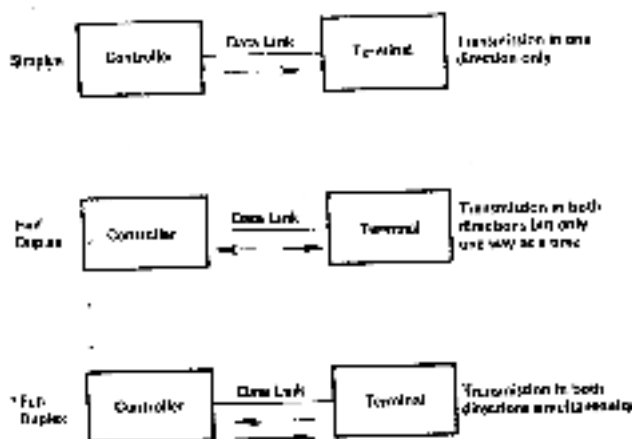 Simplex
Controller
Data Link
Terminal
Transmission in one
direction only
Half
Duplex
Controller
Data Link
Terminal
Transmission in both
directions but only
one way at a time
* Full
Duplex
Controller
Data Link
Terminal
Transmission in both
directions simultaneously